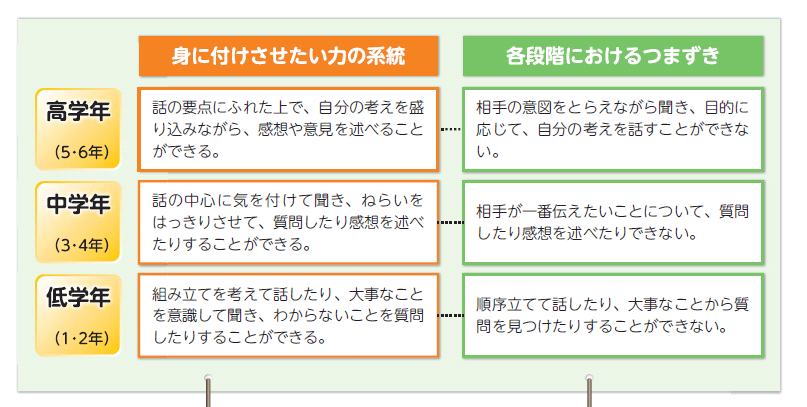 身に付けさせたい力の系統
各段階におけるつまずき
高学年
(5・6年)
話の要点にふれた上で、自分の考えを盛
り込みながら、感想や意見を述べること
ができる。
相手の意図をとらえながら聞き、目的に
応じて、自分の考えを話すことができな
い。
中学年
(3・4年)
話の中心に気を付けて聞き、ねらいを
はっきりさせて、質問したり感想を述べ
たりすることができる。
相手が一番伝えたいことについて、質問
したり感想を述べたりできない。
低学年
(1・2年)
組み立てを考えて話したり、大事なこと
を意識して聞き、わからないことを質問
したりすることができる。
順序立てて話したり、大事なことから質
問を見つけたりすることができない。